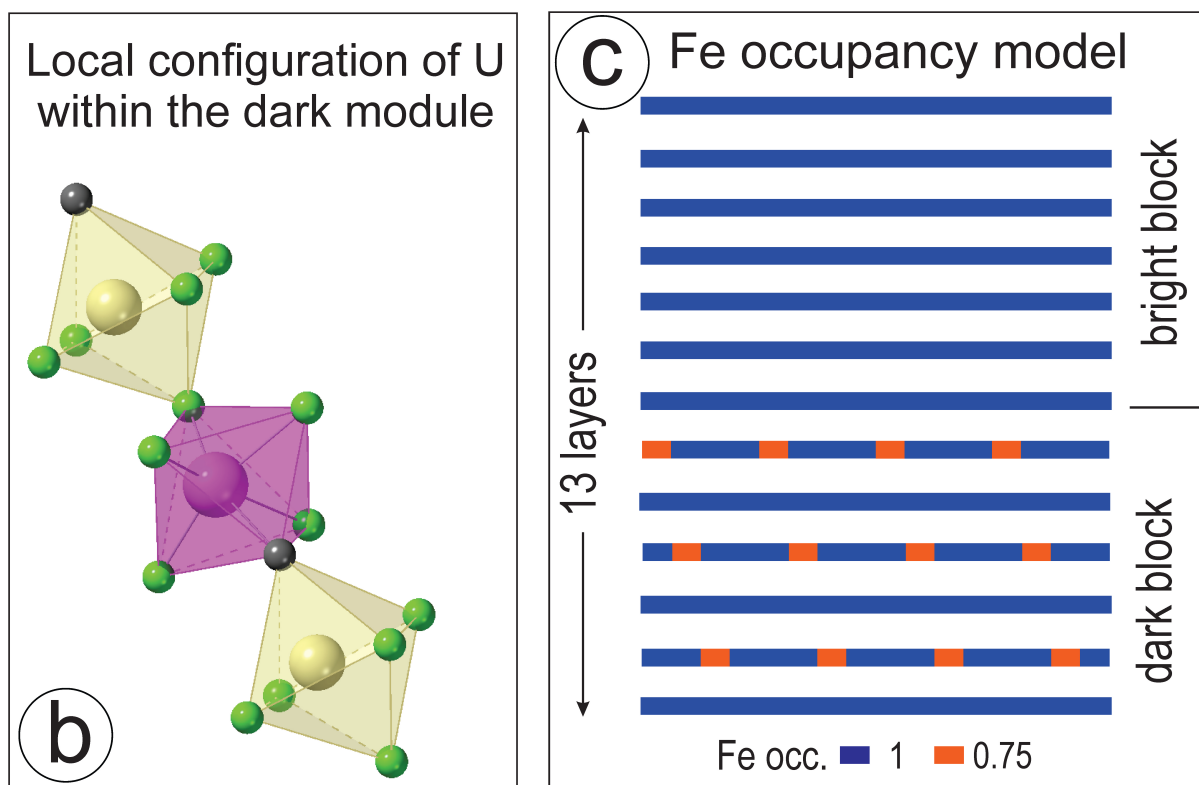 Local configuration of U
within the dark module
b
c
Fe occupancy model
13 layers
bright block
dark block
Fe occ. 1 0.75